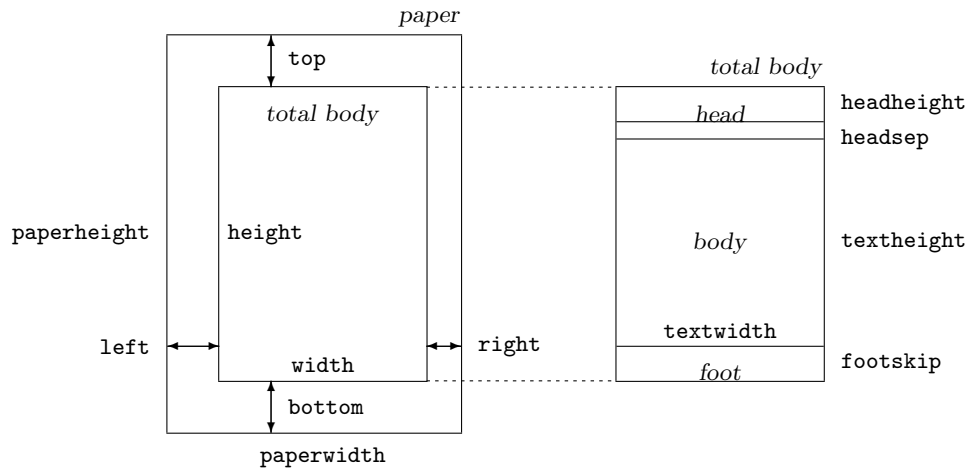 paper
top
total body
total body
headheight
head
headsep
paperheight
height
body
textheight
textwidth
left
right
width
foot
footskip
bottom
paperwidth